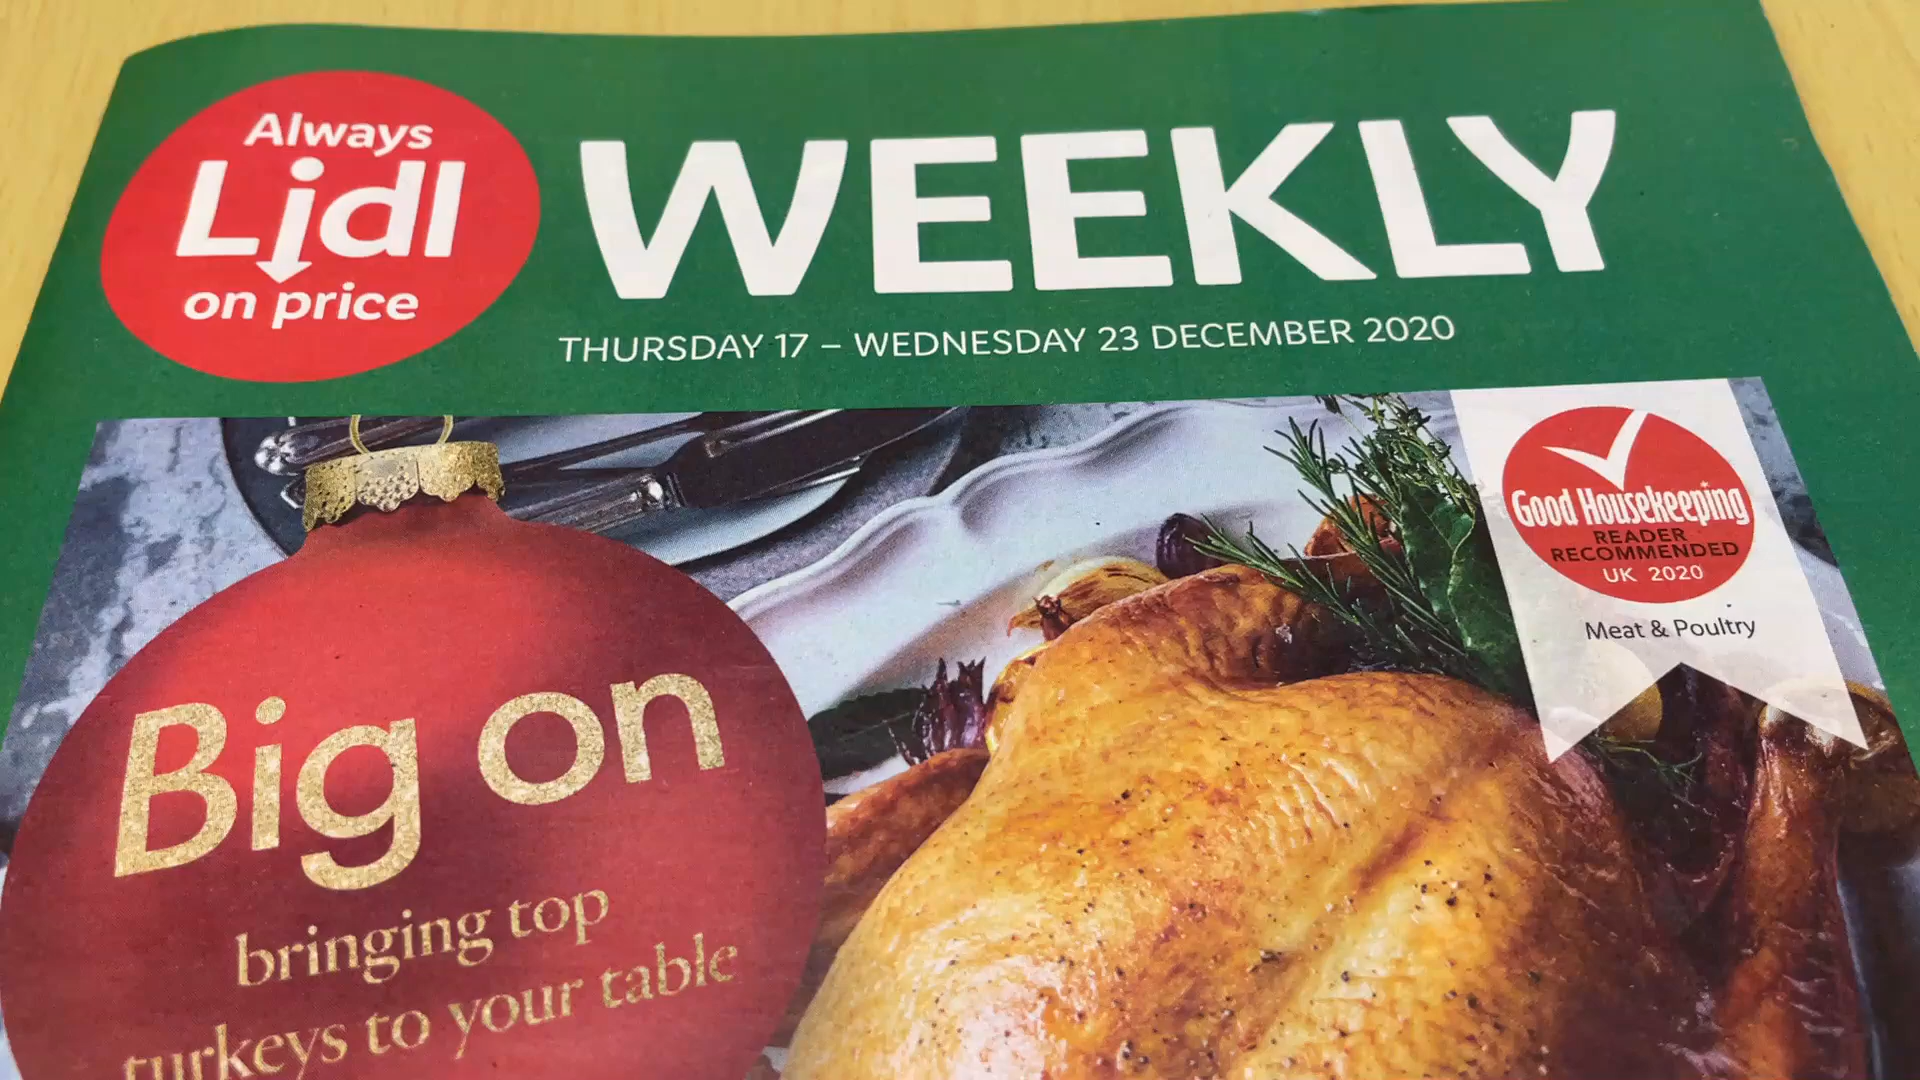 Always
Lidl
on price
WEEKLY
THURSDAY 17 – WEDNESDAY 23 DECEMBER 2020
Good Housekeeping
READER
RECOMMENDED
UK 2020
Meat & Poultry
Big on
bringing top
turkeys to your table